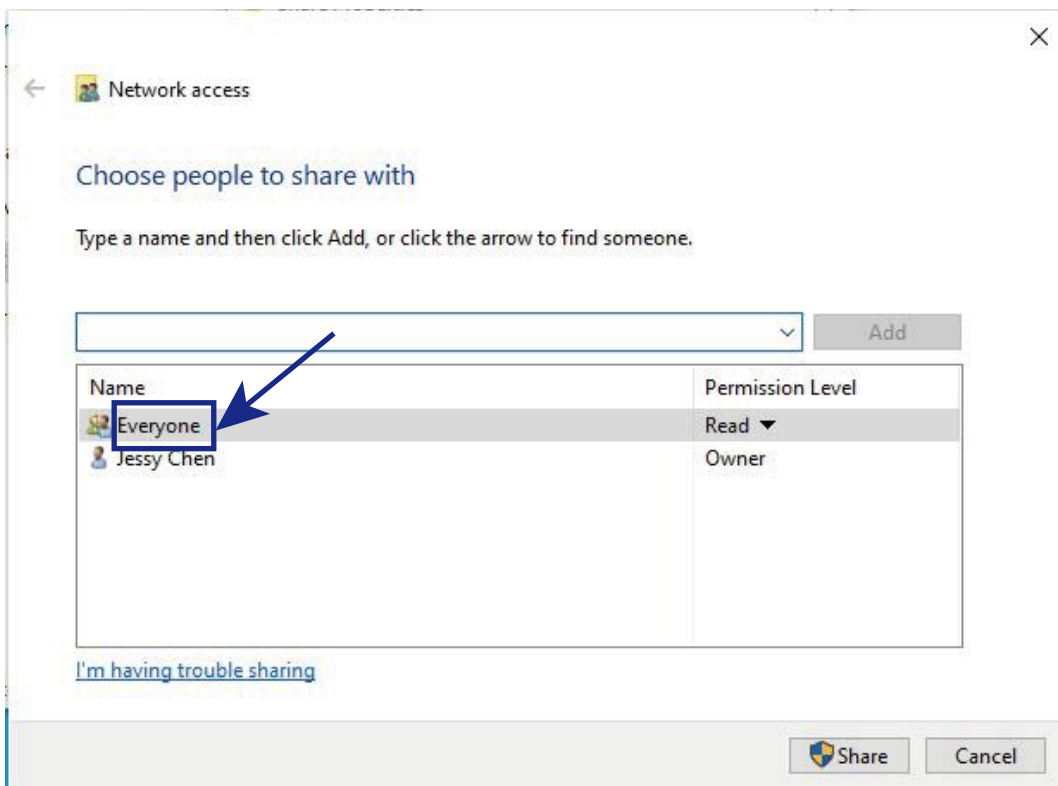 Network access
Choose people to share with
Type a name and then click Add, or click the arrow to find someone.
Add
Name Permission Level
Everyone Read
Jessy Chen Owner
I'm having trouble sharing
Share Cancel